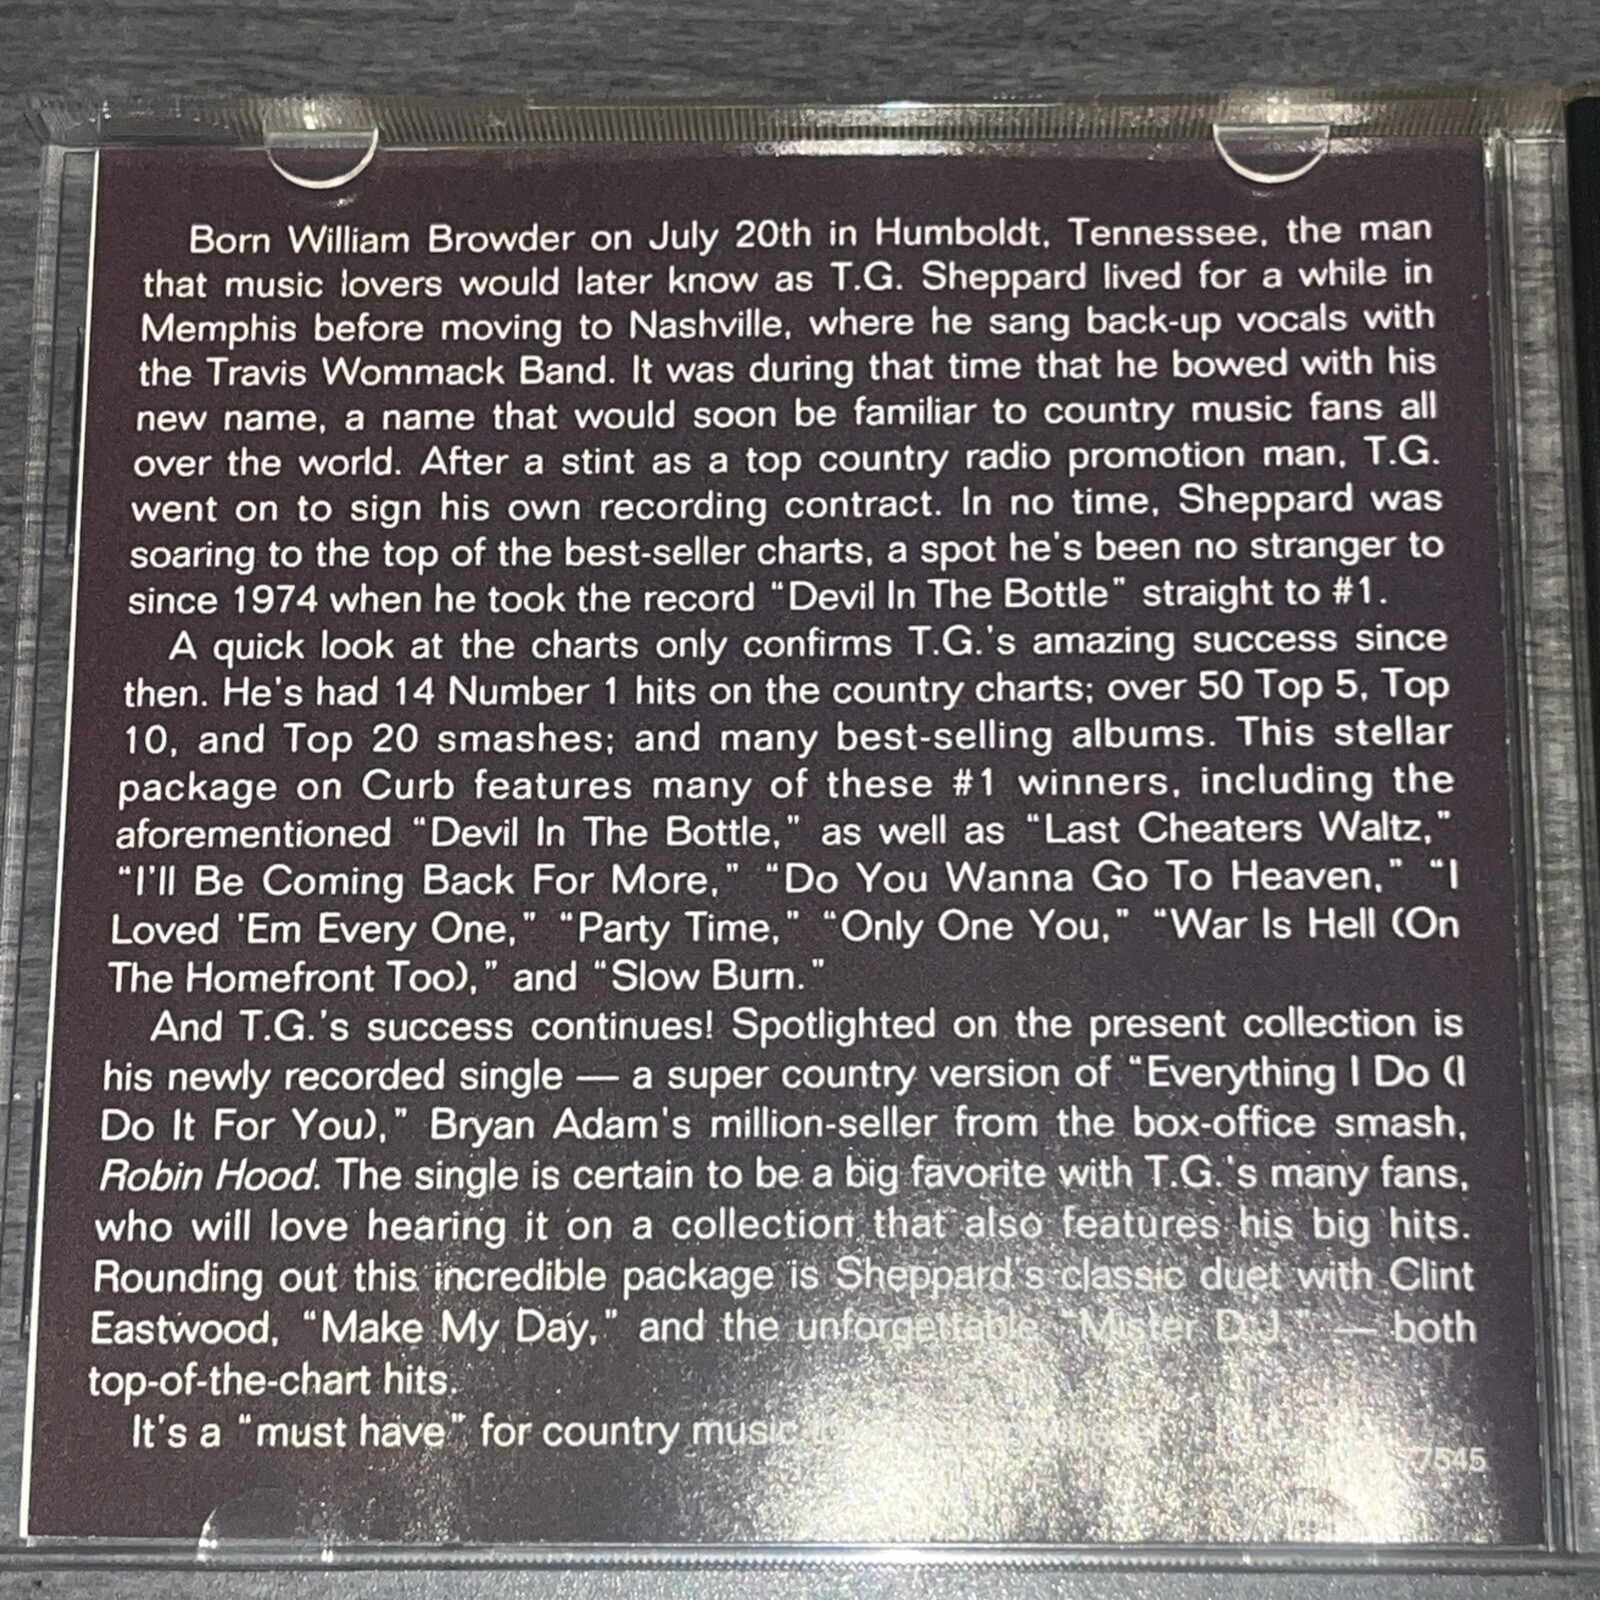 Born William Browder on July 20th in Humboldt, Tennessee, the man
that music lovers would later know as T.G. Sheppard lived for a while in
Memphis before moving to Nashville, where he sang back-up vocals with
the Travis Wommack Band. It was during that time that he bowed with his
new name, a name that would soon be familiar to country music fans all
over the world. After a stint as a top country radio promotion man, T.G.
went on to sign his own recording contract. In no time, Sheppard was
soaring to the top of the best-seller charts, a spot he's been no stranger to
since 1974 when he took the record "Devil In The Bottle" straight to #1.
A quick look at the charts only confirms T.G.'s amazing success since
then. He's had 14 Number 1 hits on the country charts; over 50 Top 5, Top
10, and Top 20 smashes; and many best-selling albums. This stellar
package on Curb features many of these #1 winners, including the
aforementioned "Devil In The Bottle," as well as "Last Cheaters Waltz,"
"I'll Be Coming Back For More," "Do You Wanna Go To Heaven," "I
Loved 'Em Every One," "Party Time," "Only One You," "War Is Hell (On
The Homefront Too)," and "Slow Burn."
And T.G.'s success continues! Spotlighted on the present collection is
his newly recorded single — a super country version of "Everything I Do (I
Do It For You)," Bryan Adam's million-seller from the box-office smash,
Robin Hood. The single is certain to be a big favorite with T.G.'s many fans,
who will love hearing it on a collection that also features his big hits.
Rounding out this incredible package is Sheppard's classic duet with Clint
Eastwood, "Make My Day," and the unforgettable "Mister D.J." — both
top-of-the-chart hits.
It's a "must have" for country music
7545